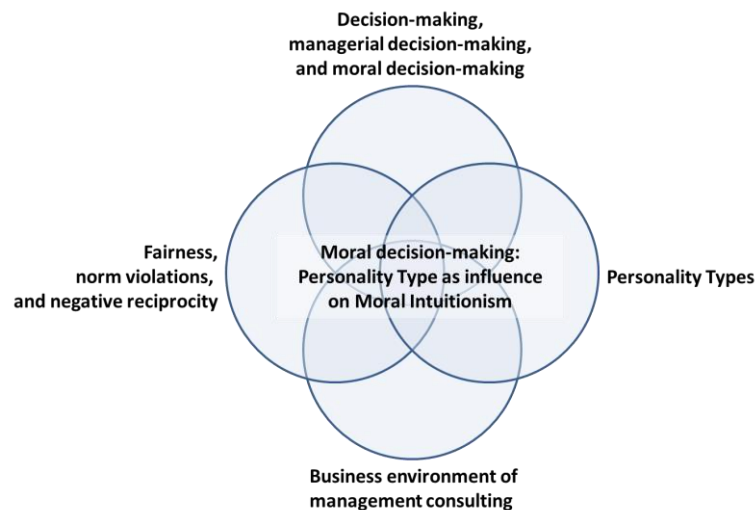 Decision-making,
managerial decision-making,
and moral decision-making
Fairness,
norm violations,
and negative reciprocity
Moral decision-making:
Personality Type as influence
on Moral Intuitionism
Personality Types
Business environment of
management consulting